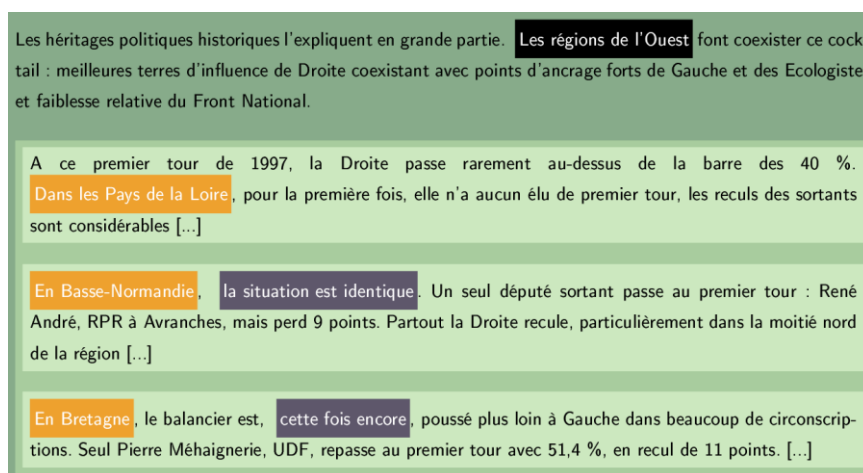 Les héritages politiques historiques l'expliquent en grande partie. Les régions de l'Ouest font coexister ce cock
tail : meilleures terres d'influence de Droite coexistant avec points d'ancrage forts de Gauche et des Ecologiste
et faiblesse relative du Front National.
A ce premier tour de 1997, la Droite passe rarement au-dessus de la barre des 40 %.
Dans les Pays de la Loire, pour la première fois, elle n'a aucun élu de premier tour, les reculs des sortants
sont considérables [...]
En Basse-Normandie, la situation est identique. Un seul député sortant passe au premier tour : René
André, RPR à Avranches, mais perd 9 points. Partout la Droite recule, particulièrement dans la moitié nord
de la région [...]
En Bretagne, le balancier est, cette fois encore, poussé plus loin à Gauche dans beaucoup de circonscrip-
tions. Seul Pierre Méhaignerie, UDF, repasse au premier tour avec 51,4 %, en recul de 11 points. [...]